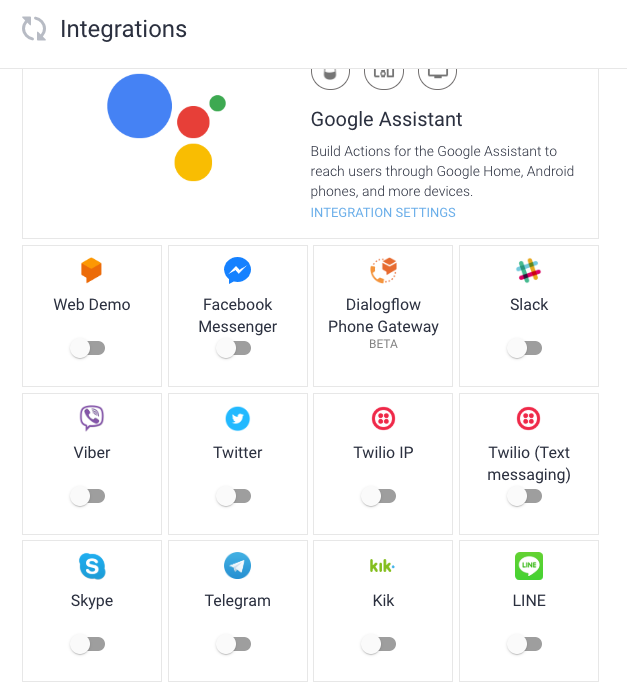 Integrations
Google Assistant
Build Actions for the Google Assistant to
reach users through Google Home, Android
phones, and more devices.
INTEGRATION SETTINGS
Web Demo
Facebook
Messenger
Dialogflow
Phone Gateway
BETA
Slack
Viber
Twitter
Twilio IP
Twilio (Text
messaging)
S
Skype
Telegram
kik.
Kik
LINE
LINE